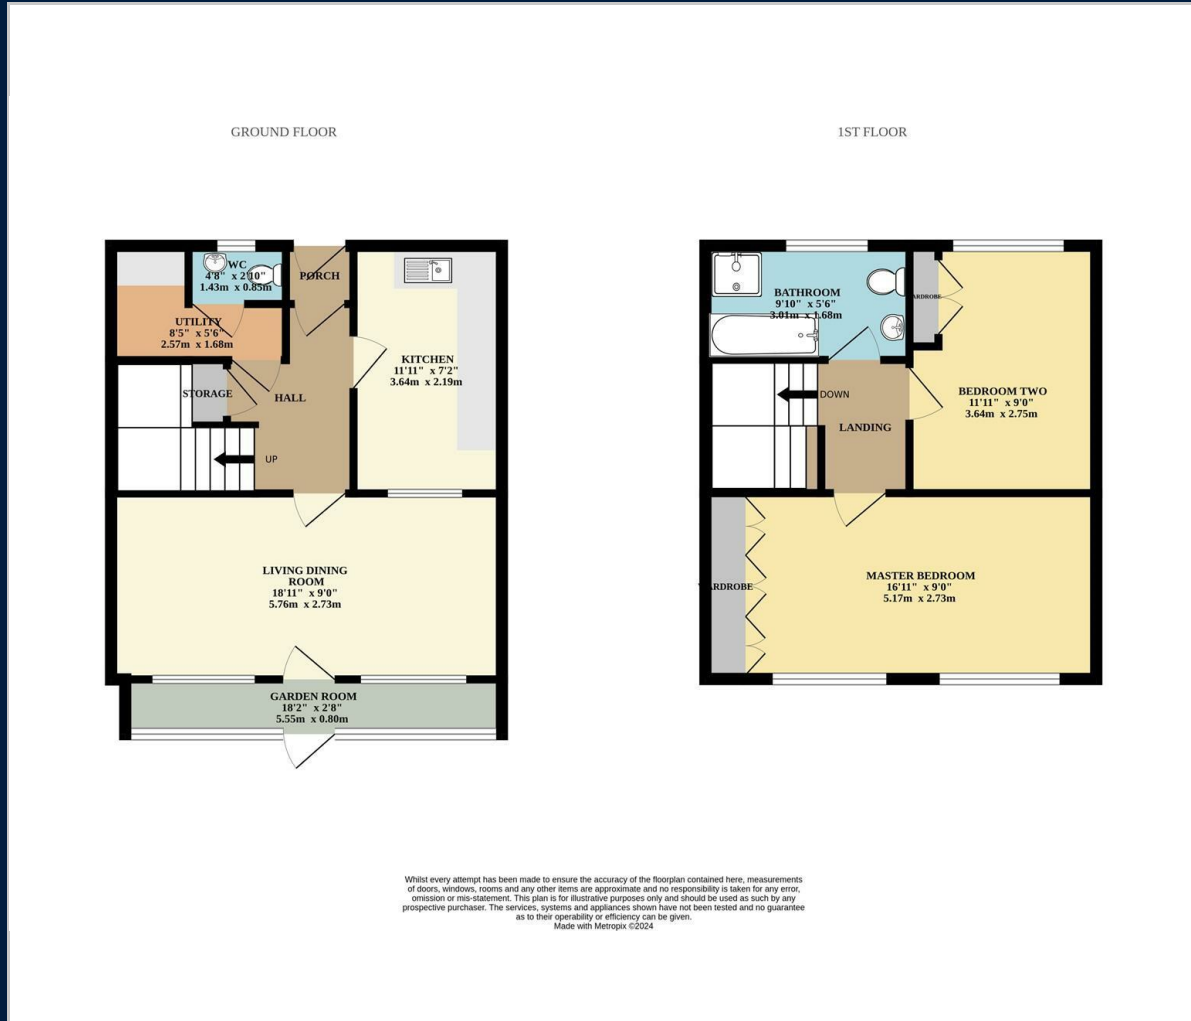 GROUND FLOOR
1ST FLOOR
WC
4'8" x 2'10"
1.43m x 0.85m
PORCH
UTILITY
8'5" x 5'6"
2.57m x 1.68m
KITCHEN
11'11" x 7'2"
3.64m x 2.19m
STORAGE
HALL
UP
LIVING DINING
ROOM
18'11" x 9'0"
5.76m x 2.73m
GARDEN ROOM
18'2" x 2'8"
5.55m x 0.80m
BATHROOM
9'10" x 5'6"
3.01m x 1.68m
WARDROBE
BEDROOM TWO
11'11" x 9'0"
3.64m x 2.75m
DOWN
LANDING
WARDROBE
MASTER BEDROOM
16'11" x 9'0"
5.17m x 2.73m
Whilst every attempt has been made to ensure the accuracy of the floorplan contained here, measurements
of doors, windows, rooms and any other items are approximate and no responsibility is taken for any error,
omission or mis-statement. This plan is for illustrative purposes only and should be used as such by any
prospective purchaser. The services, systems and appliances shown have not been tested and no guarantee
as to their operability or efficiency can be given.
Made with Metropix ©2024